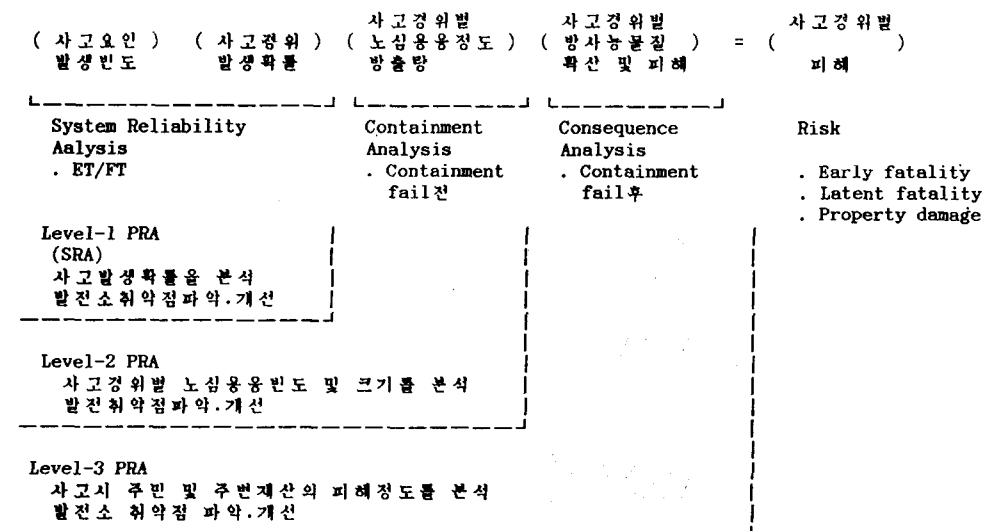 사고경위별 사고경위별 사고경위별
( 사고요인 ) ( 사고경위 ) ( 노심용융정도 ) ( 방사능물질 ) = ( )
발생빈도 발생확률 방출량 확산 및 피해 피해
System Reliability Containment Consequence Risk
Aalysis Analysis Analysis
. ET/FT . Containment . Containment . Early fatality
fail전 fail후 . Latent fatality
. Property damage
Level-1 PRA
(SRA)
사고발생확률을 분석
발전소취약점파악.개선
Level-2 PRA
사고경위별 노심용융빈도 및 크기를 분석
발전취약점파악.개선
Level-3 PRA
사고시 주민 및 주변재산의 피해정도를 분석
발전소 취약점 파악.개선